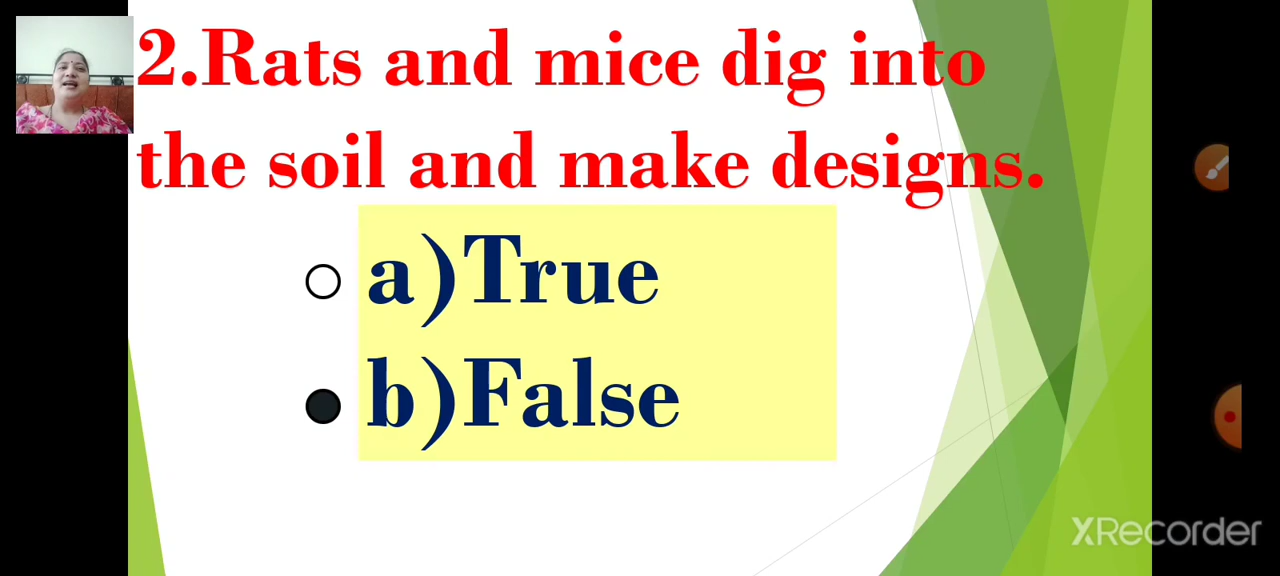 2.Rats and mice dig into
the soil and make designs.
a)True
b)False
XRecorder